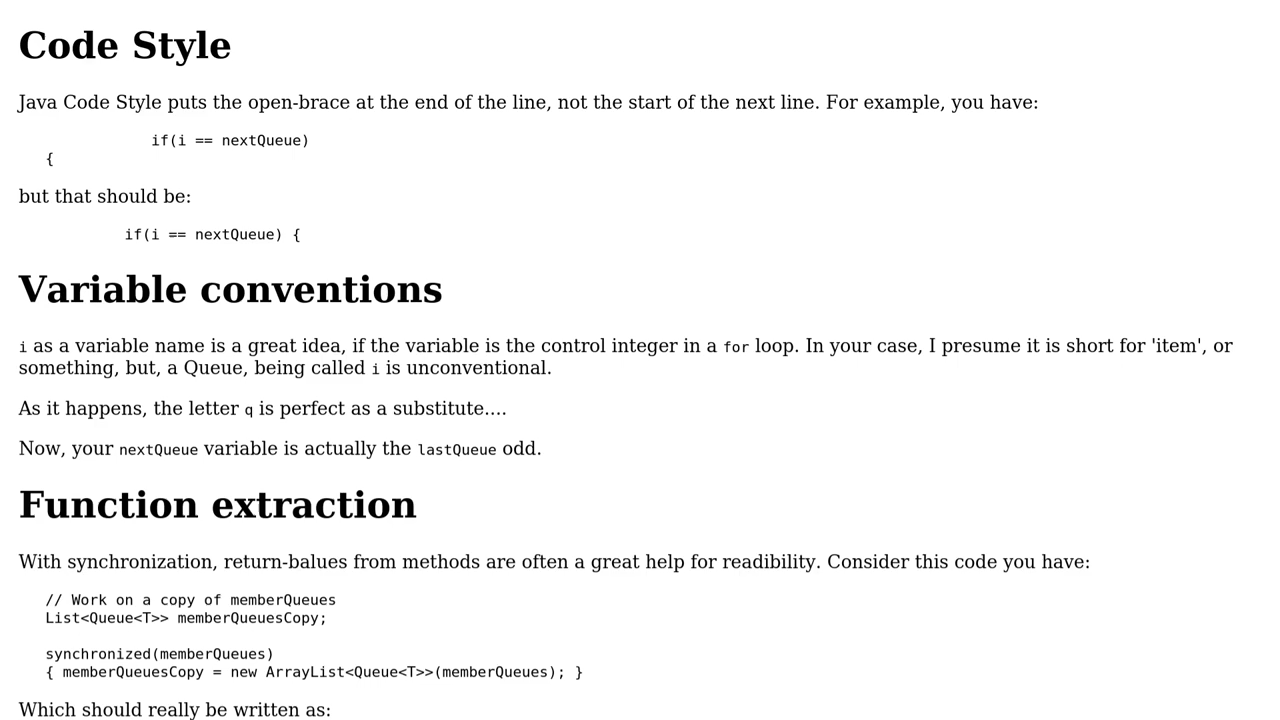 Code Style
Java Code Style puts the open-brace at the end of the line, not the start of the next line. For example, you have:
if(i == nextQueue)
{
but that should be:
if(i == nextQueue) {
Variable conventions
i as a variable name is a great idea, if the variable is the control integer in a for loop. In your case, I presume it is short for 'item', or
something, but, a Queue, being called i is unconventional.
As it happens, the letter q is perfect as a substitute....
Now, your nextQueue variable is actually the lastQueue odd.
Function extraction
With synchronization, return-balues from methods are often a great help for readibility. Consider this code you have:
// Work on a copy of memberQueues
List<Queue<T>> memberQueuesCopy;
synchronized(memberQueues)
{ memberQueuesCopy = new ArrayList<Queue<T>>(memberQueues); }
Which should really be written as: